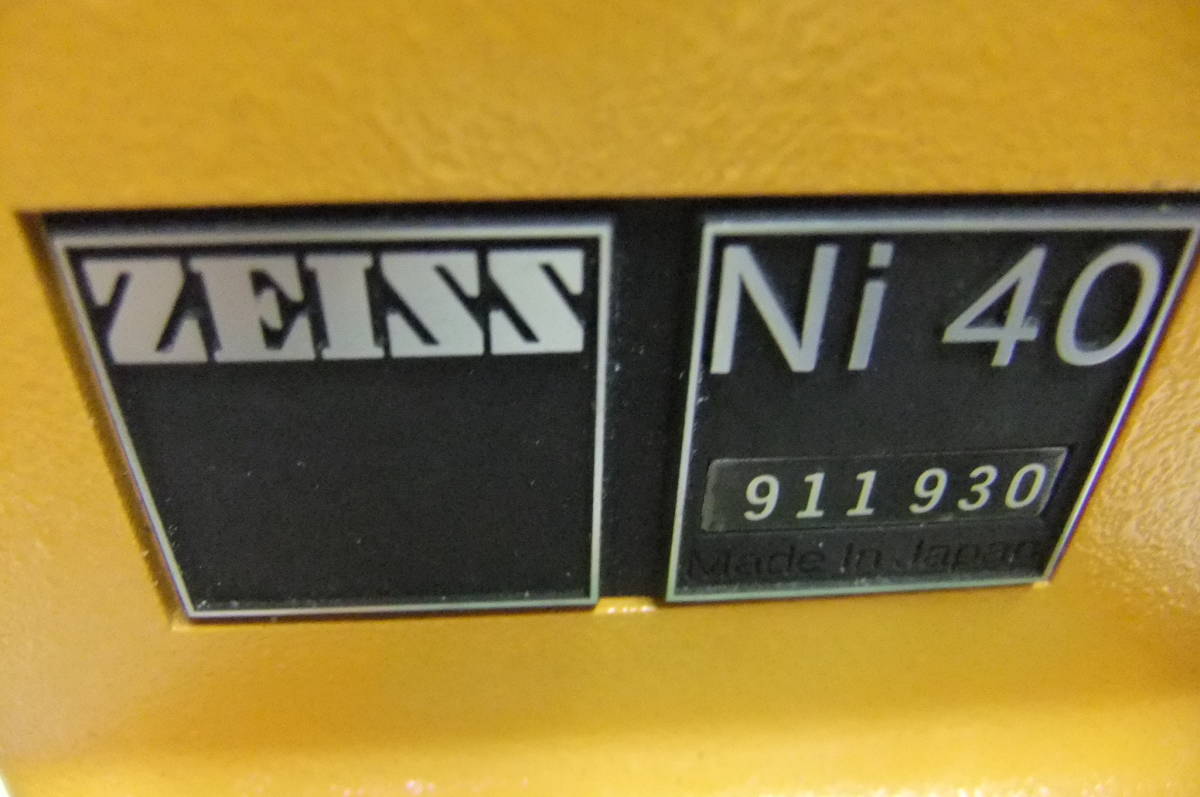 ZEISS
Ni 40
911 930
Made In Japan